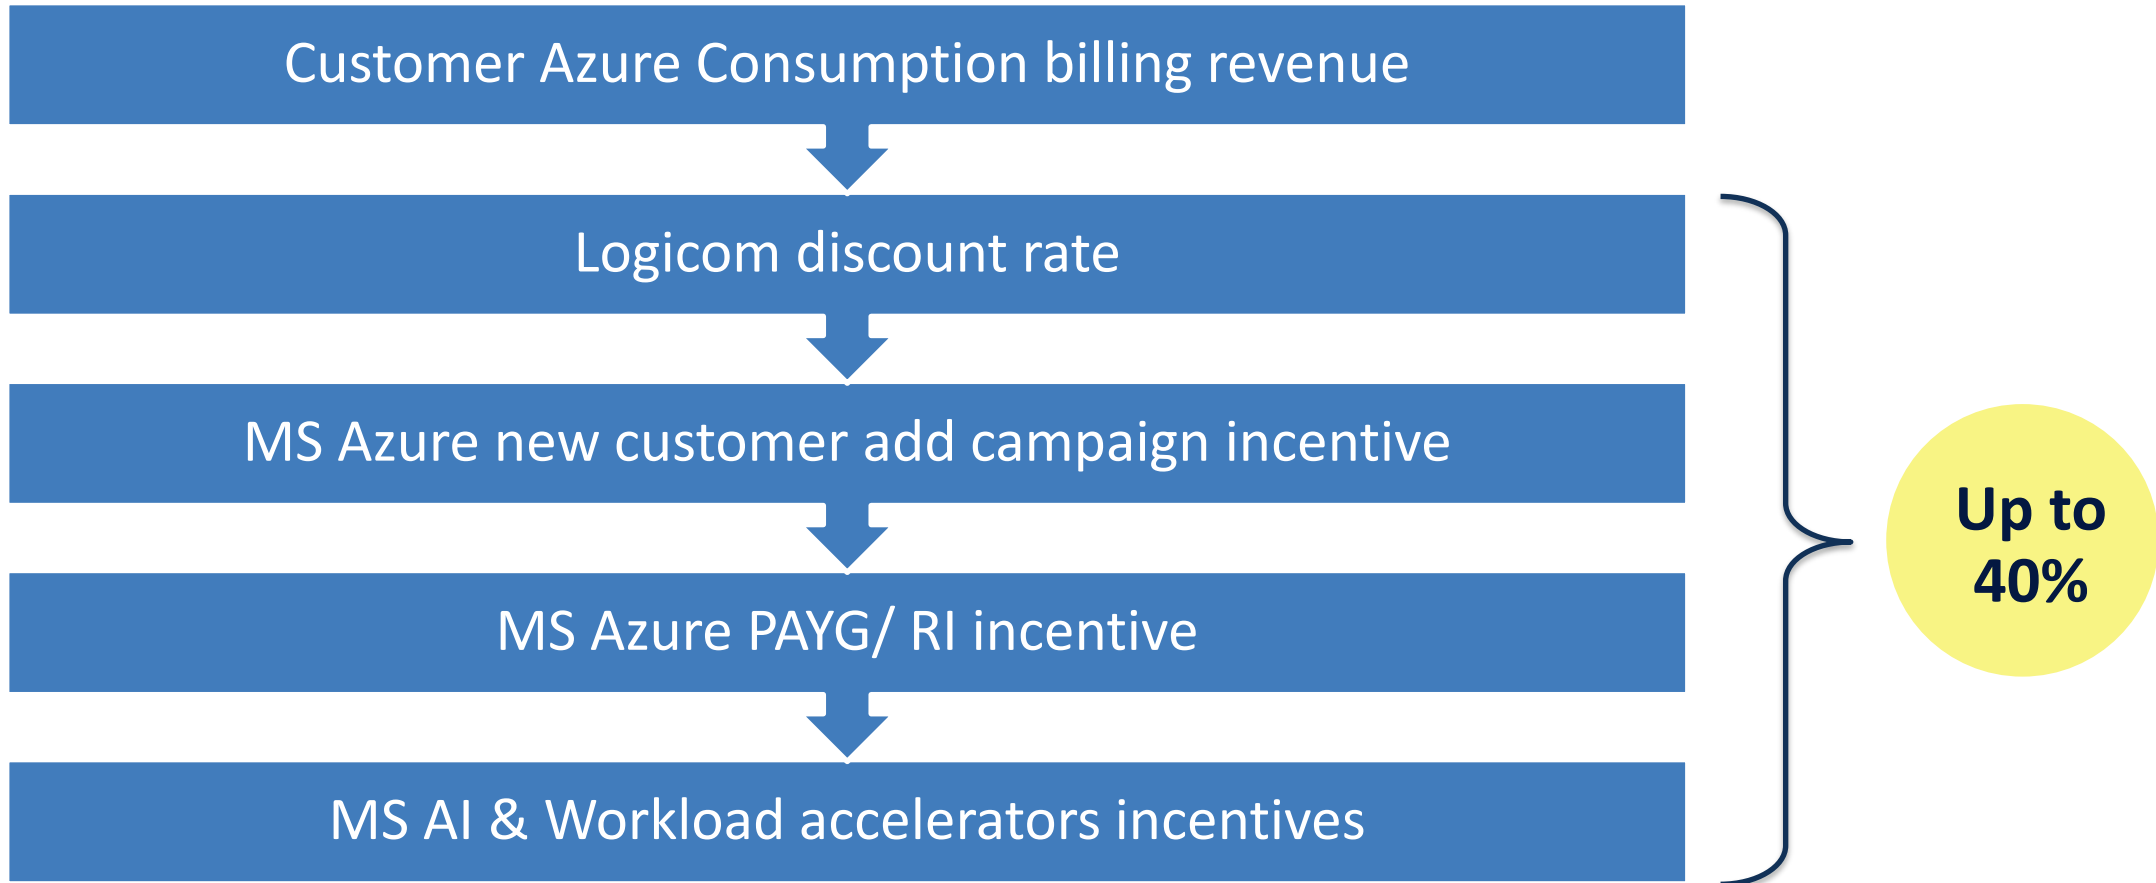 Customer Azure Consumption billing revenue
Logicom discount rate
MS Azure new customer add campaign incentive
MS Azure PAYG/ RI incentive
MS AI & Workload accelerators incentives
Up to
40%